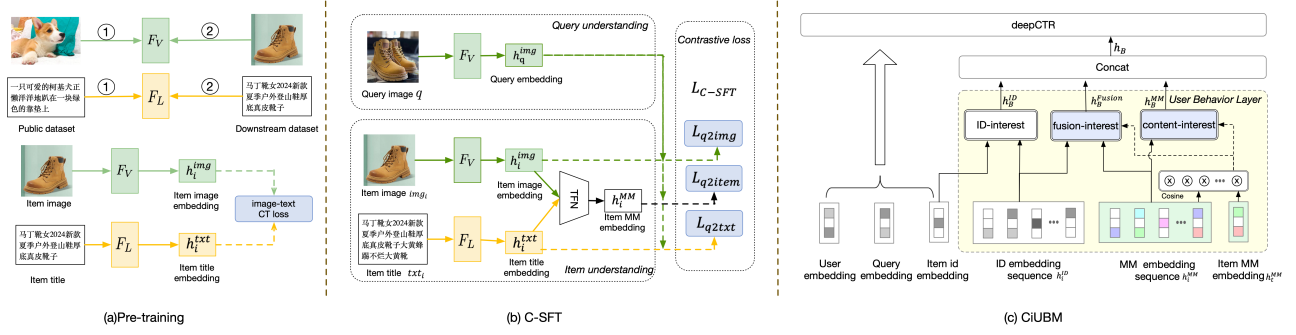 1
F_V
2
一只可爱的柯基犬正
懒洋洋地趴在一块绿
色的靠垫上
1
F_L
2
马丁靴女2024新款
夏季户外登山鞋厚
底真皮靴子
Public dataset
Downstream dataset
F_V
h_i^{img}
Item image
Item image
embedding
image-text
CT loss
马丁靴女2024新款
夏季户外登山鞋厚
底真皮靴子
F_L
h_i^{txt}
Item title
Item title
embedding
(a)Pre-training
Query understanding
F_V
h_q^{img}
Query embedding
Query image q
F_V
h_i^{img}
Item image img_i
Item image
embedding
TFN
h_i^{MM}
Item MM
embedding
马丁靴女2024新款
夏季户外登山鞋厚
底真皮靴子大黄蜂
踢不烂大黄靴
F_L
h_i^{txt}
Item title txt_i
Item title
embedding
Item understanding
Contrastive loss
L_{C-SFT}
L_{q2img}
L_{q2item}
L_{q2txt}
(b) C-SFT
deepCTR
h_B
Concat
h_B^{ID}
h_B^{Fusion}
h_B^{MM}
User Behavior Layer
ID-interest
fusion-interest
content-interest
X X X X
Cosine
User
embedding
Query
embedding
Item id
embedding
ID embedding
sequence h_i^{ID}
MM embedding
sequence h_i^{MM}
Item MM
embedding h_t^{MM}
(c) CiUBM